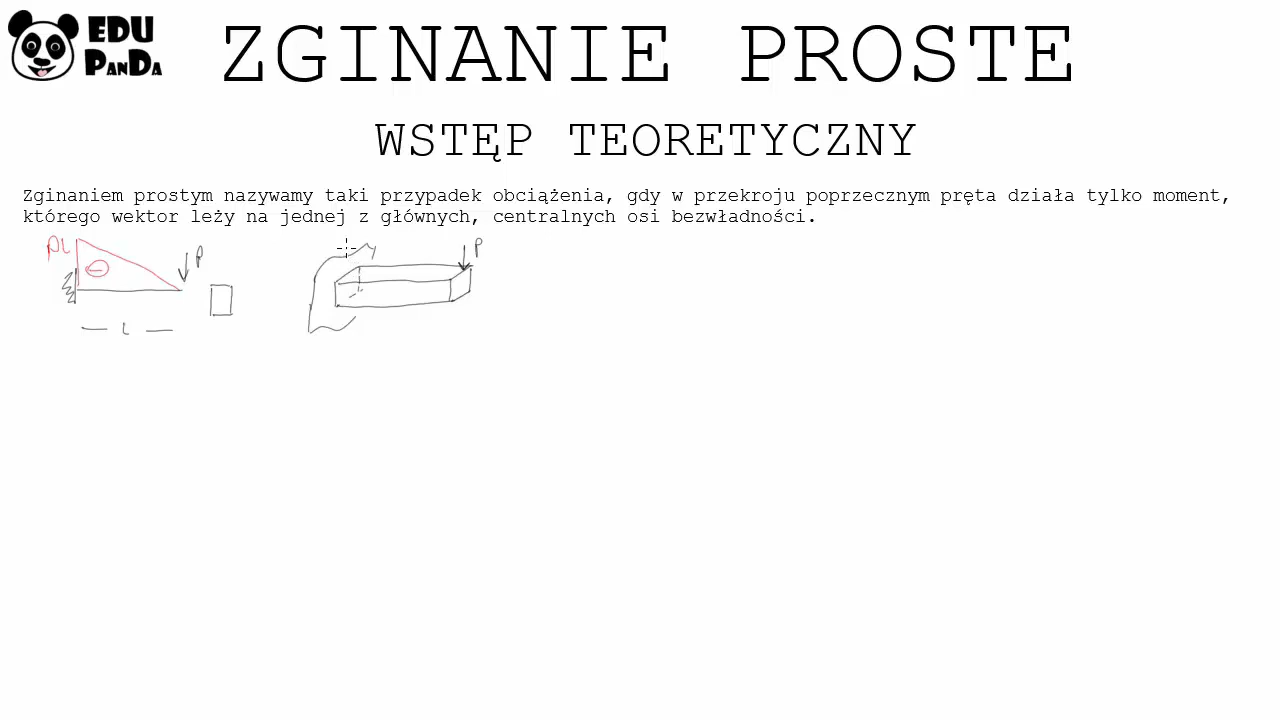 EDU
PANDA
ZGINANIE PROSTE
WSTĘP TEORETYCZNY
Zginaniem prostym nazywamy taki przypadek obciążenia, gdy w przekroju poprzecznym pręta działa tylko moment,
którego wektor leży na jednej z głównych, centralnych osi bezwładności.
PL
P
P
L